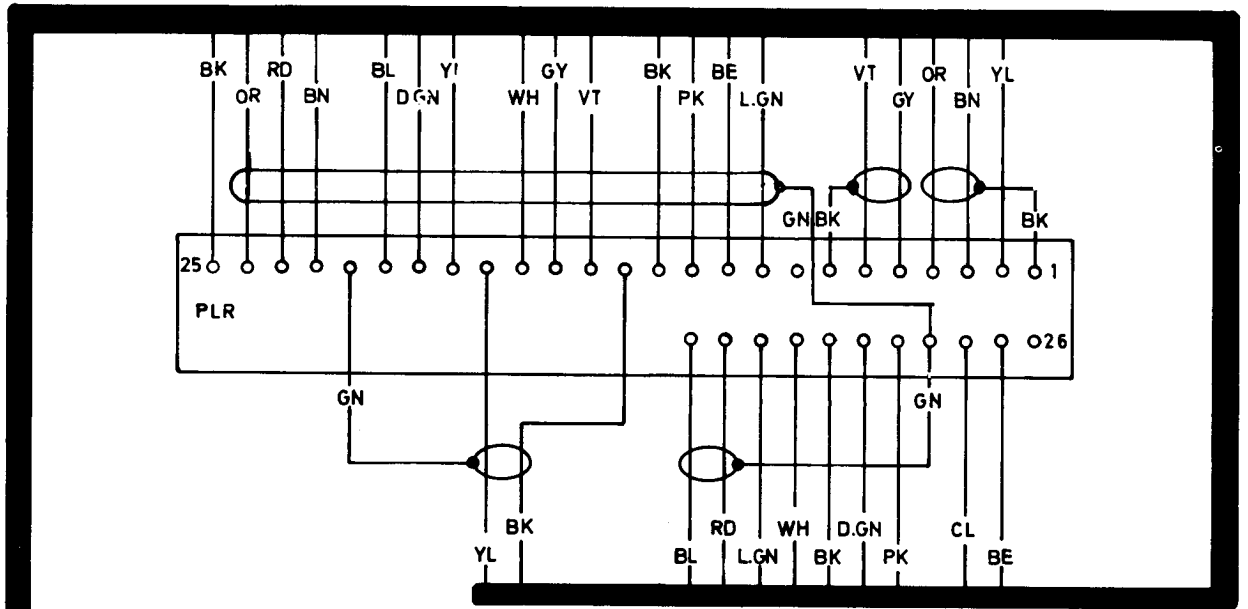 BK RD BL YL GY BK BE VT OR YL
OR BN D.GN WH VT PK L.GN GY BN
GN BK BK
25 1
PLR
26
GN GN
BK RD WH D.GN CL
YL BL L.GN BK PK BE